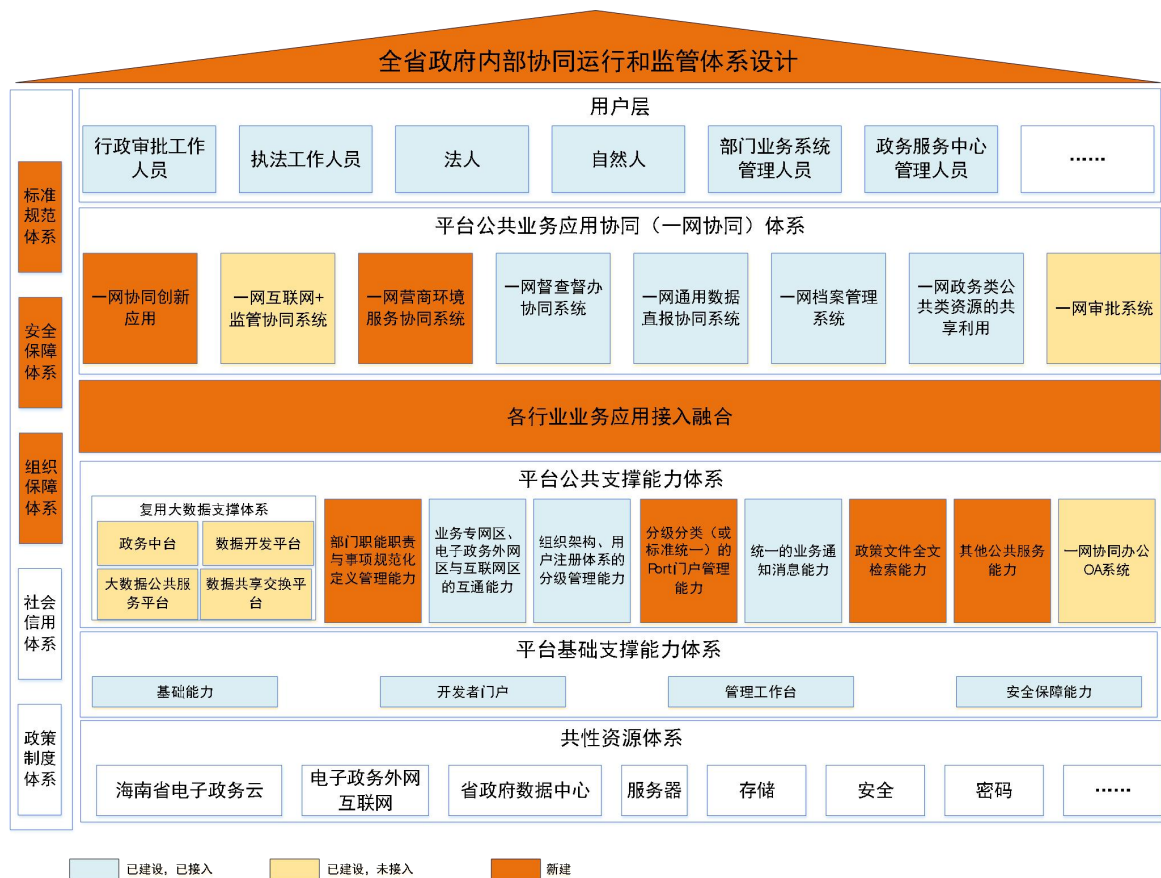 全省政府内部协同运行和监管体系设计
标准
规范
体系
安全
保障
体系
组织
保障
体系
社会
信用
体系
政策
制度
体系
用户层
行政审批工作
人员
执法工作人员
法人
自然人
部门业务系统
管理人员
政务服务中心
管理人员
……
平台公共业务应用协同（一网协同）体系
一网协同创新
应用
一网互联网+
监管协同系统
一网营商环境
服务协同系统
一网督查督办
协同系统
一网通用数据
直报协同系统
一网档案管理
系统
一网政务类公
共类资源的共
享利用
一网审批系统
各行业业务应用接入融合
平台公共支撑能力体系
复用大数据支撑体系
政务中台
数据开发平台
大数据公共服
务平台
数据共享交换平
台
部门职能职责
与事项规范化
定义管理能力
业务专网区、
电子政务外网
区与互联网区
的互通能力
组织架构、用
户注册体系的
分级管理能力
分级分类（或
标准统一）的
Port门户管理
能力
统一的业务通
知消息能力
政策文件全文
检索能力
其他公共服务
能力
一网协同办公
OA系统
平台基础支撑能力体系
基础能力
开发者门户
管理工作台
安全保障能力
共性资源体系
海南省电子政务云
电子政务外网
互联网
省政府数据中心
服务器
存储
安全
密码
……
已建设，已接入
已建设，未接入
新建